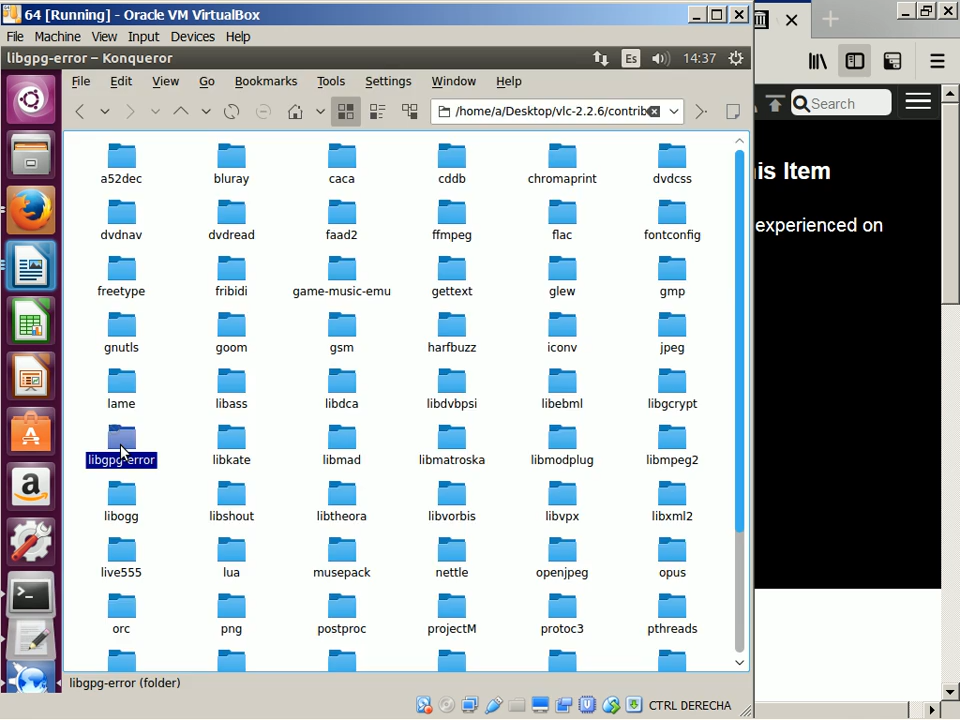 64 [Running] - Oracle VM VirtualBox
File Machine View Input Devices Help
libgpg-error – Konqueror
Es 14:37
File Edit View Go Bookmarks Tools Settings Window Help
/home/a/Desktop/vlc-2.2.6/contrib
Search
a52dec bluray caca cddb chromaprint dvdcss
is Item
dvdnav dvdread faad2 ffmpeg flac fontconfig
experienced on
freetype fribidi game-music-emu gettext glew gmp
gnutls goom gsm harfbuzz iconv jpeg
lame libass libdca libdvbpsi libebml libgcrypt
libgpg-error libkate libmad libmatroska libmodplug libmpeg2
libogg libshout libtheora libvorbis libvpx libxml2
live555 lua musepack nettle openjpeg opus
orc png postproc projectM protoc3 pthreads
libgpg-error (folder)
CTRL DERECHA